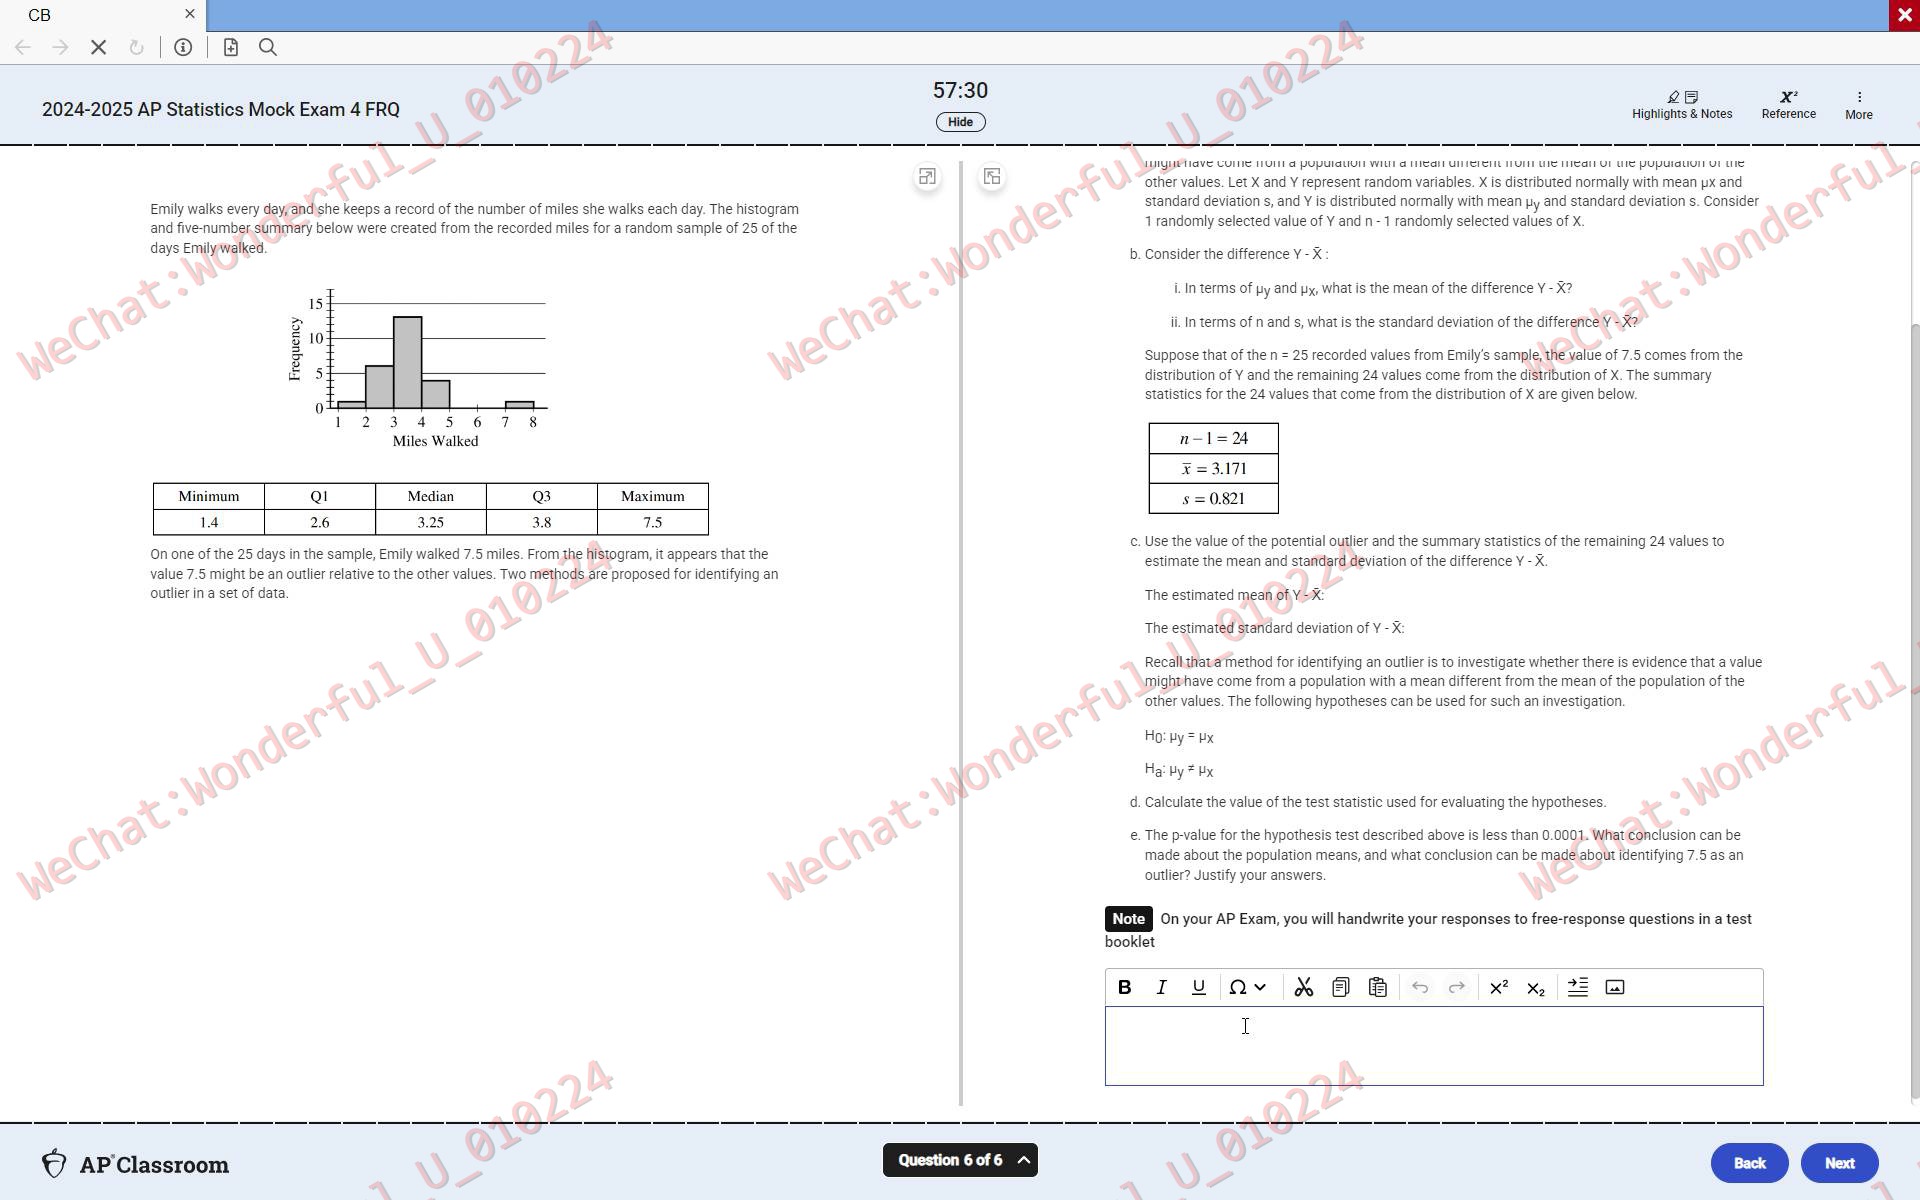 CB
2024-2025 AP Statistics Mock Exam 4 FRQ
57:30
Hide
Highlights & Notes
X²
Reference
More
Emily walks every day, and she keeps a record of the number of miles she walks each day. The histogram
and five-number summary below were created from the recorded miles for a random sample of 25 of the
days Emily walked.
Frequency
15
10
5
0
1 2 3 4 5 6 7 8
Miles Walked
Minimum Q1 Median Q3 Maximum
1.4 2.6 3.25 3.8 7.5
On one of the 25 days in the sample, Emily walked 7.5 miles. From the histogram, it appears that the
value 7.5 might be an outlier relative to the other values. Two methods are proposed for identifying an
outlier in a set of data.
might have come from a population with a mean different from the mean of the population of the
other values. Let X and Y represent random variables. X is distributed normally with mean μx and
standard deviation s, and Y is distributed normally with mean μy and standard deviation s. Consider
1 randomly selected value of Y and n - 1 randomly selected values of X.
b. Consider the difference Y - X̄ :
i. In terms of μy and μx, what is the mean of the difference Y - X̄?
ii. In terms of n and s, what is the standard deviation of the difference Y - X̄?
Suppose that of the n = 25 recorded values from Emily's sample, the value of 7.5 comes from the
distribution of Y and the remaining 24 values come from the distribution of X. The summary
statistics for the 24 values that come from the distribution of X are given below.
n – 1 = 24
x̄ = 3.171
s = 0.821
c. Use the value of the potential outlier and the summary statistics of the remaining 24 values to
estimate the mean and standard deviation of the difference Y - X̄.
The estimated mean of Y - X̄:
The estimated standard deviation of Y - X̄:
Recall that a method for identifying an outlier is to investigate whether there is evidence that a value
might have come from a population with a mean different from the mean of the population of the
other values. The following hypotheses can be used for such an investigation.
H0: μy = μx
Ha: μy ≠ μx
d. Calculate the value of the test statistic used for evaluating the hypotheses.
e. The p-value for the hypothesis test described above is less than 0.0001. What conclusion can be
made about the population means, and what conclusion can be made about identifying 7.5 as an
outlier? Justify your answers.
Note On your AP Exam, you will handwrite your responses to free-response questions in a test
booklet
B I U Ω X² X₂
AP Classroom
Question 6 of 6
Back
Next
WeChat:Wonderful_U_010224
WeChat:Wonderful_U_010224
WeChat:Wonderful_
WeChat:Wonderful_U_010224
WeChat:Wonderful_U_010224
WeChat:Wonderful_
U_010224
U_010224